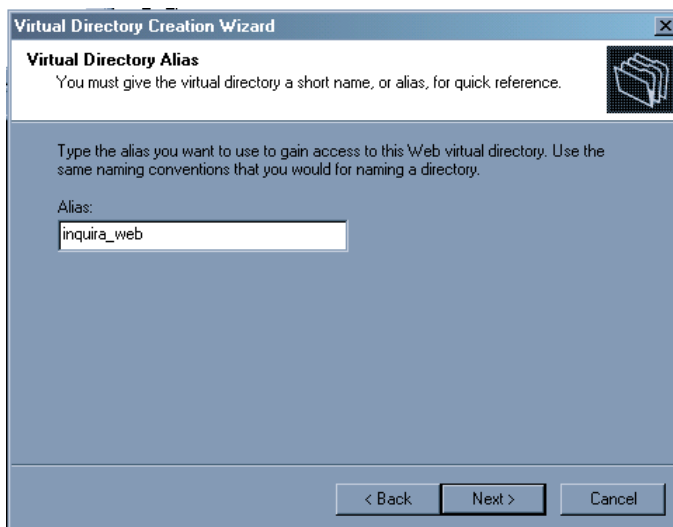 Virtual Directory Creation Wizard
Virtual Directory Alias
You must give the virtual directory a short name, or alias, for quick reference.
Type the alias you want to use to gain access to this Web virtual directory. Use the
same naming conventions that you would for naming a directory.
Alias:
inquira_web
< Back
Next >
Cancel